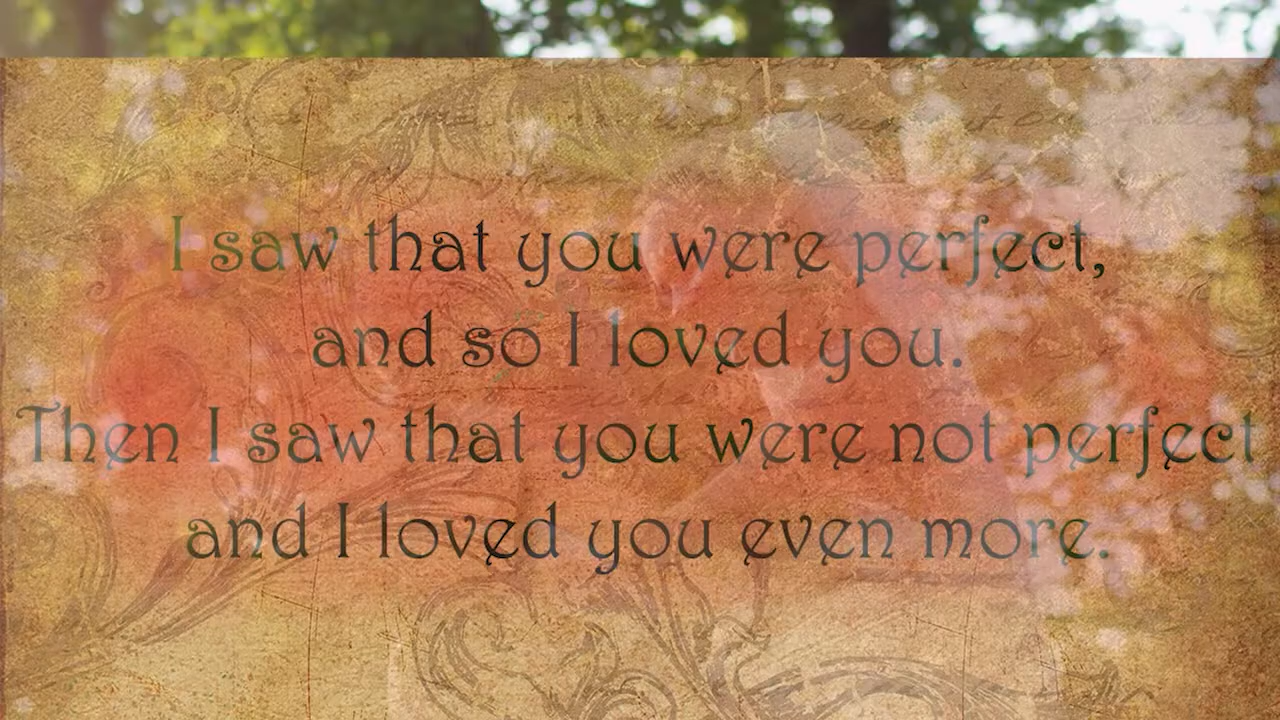 I saw that you were perfect,
and so I loved you.
Then I saw that you were not perfect
and I loved you even more.